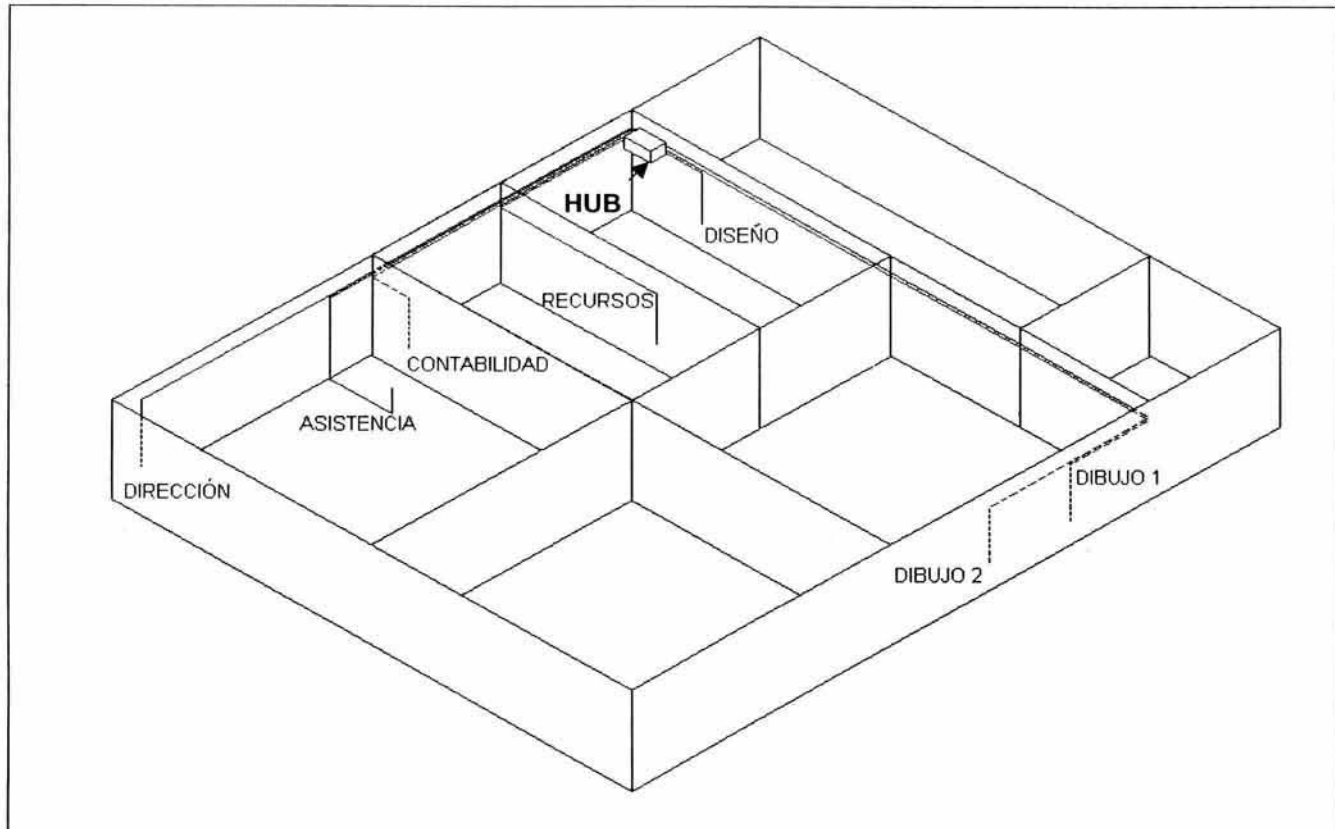 HUB
DISEÑO
RECURSOS
CONTABILIDAD
ASISTENCIA
DIRECCIÓN
DIBUJO 1
DIBUJO 2